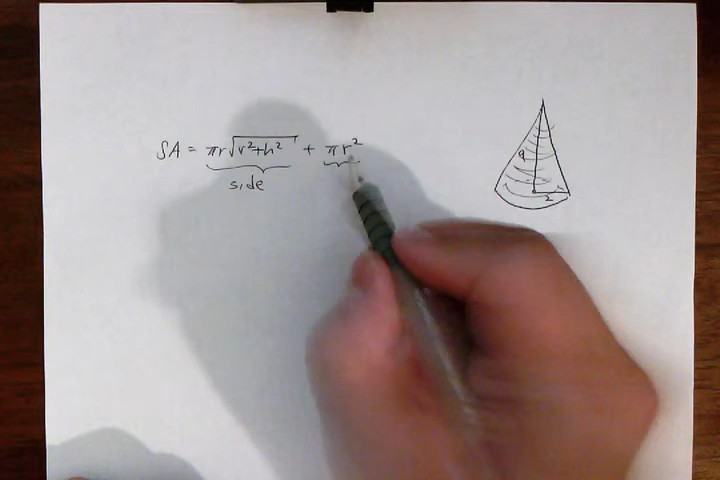 SA = πr√r²+h² + πr²
side
9
2